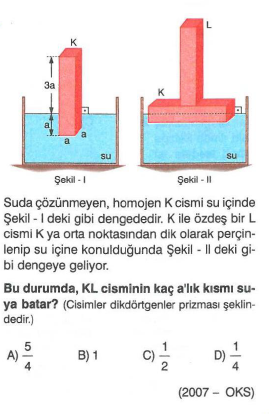 K
L
3a
K
a
a
a
su
su
Şekil - I
Şekil - II
Suda çözünmeyen, homojen K cismi su içinde
Şekil - I deki gibi dengededir. K ile özdeş bir L
cismi K ya orta noktasından dik olarak perçin-
lenip su içine konulduğunda Şekil - II deki gi-
bi dengeye geliyor.
Bu durumda, KL cisminin kaç a'lık kısmı su-
ya batar? (Cisimler dikdörtgenler prizması şeklin-
dedir.)
A) 5/4 B) 1 C) 1/2 D) 1/4
(2007 – OKS)